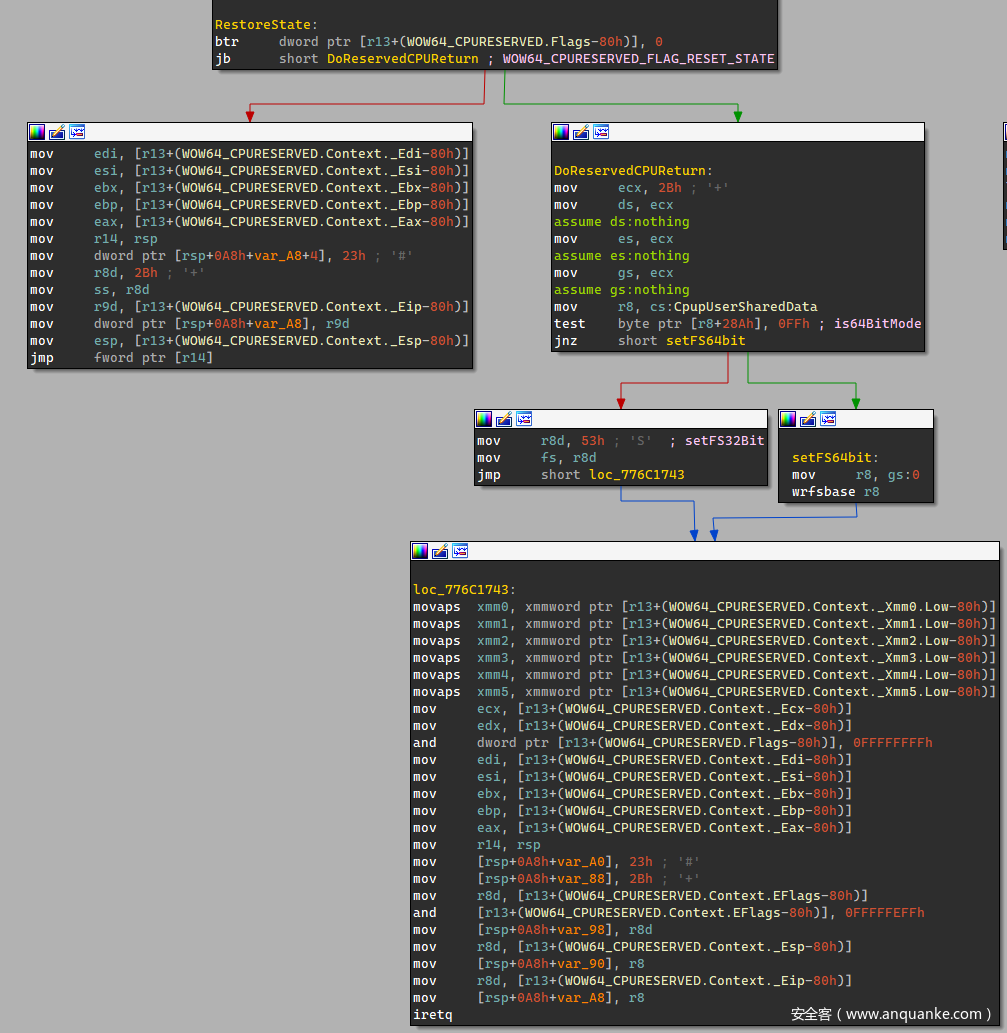 RestoreState:
btr dword ptr [r13+(WOW64_CPURESERVED.Flags-80h)], 0
jb short DoReservedCPUReturn ; WOW64_CPURESERVED_FLAG_RESET_STATE
mov edi, [r13+(WOW64_CPURESERVED.Context._Edi-80h)]
mov esi, [r13+(WOW64_CPURESERVED.Context._Esi-80h)]
mov ebx, [r13+(WOW64_CPURESERVED.Context._Ebx-80h)]
mov ebp, [r13+(WOW64_CPURESERVED.Context._Ebp-80h)]
mov eax, [r13+(WOW64_CPURESERVED.Context._Eax-80h)]
mov r14, rsp
mov dword ptr [rsp+0A8h+var_A8+4], 23h ; '#'
mov r8d, 2Bh ; '+'
mov ss, r8d
mov r9d, [r13+(WOW64_CPURESERVED.Context._Eip-80h)]
mov dword ptr [rsp+0A8h+var_A8], r9d
mov esp, [r13+(WOW64_CPURESERVED.Context._Esp-80h)]
jmp fword ptr [r14]
DoReservedCPUReturn:
mov ecx, 2Bh ; '+'
mov ds, ecx
assume ds:nothing
mov es, ecx
assume es:nothing
mov gs, ecx
assume gs:nothing
mov r8, cs:CpupUserSharedData
test byte ptr [r8+28Ah], 0FFh ; is64BitMode
jnz short setFS64bit
mov r8d, 53h ; 'S' ; setFS32Bit
mov fs, r8d
jmp short loc_776C1743
setFS64bit:
mov r8, gs:0
wrfsbase r8
loc_776C1743:
movaps xmm0, xmmword ptr [r13+(WOW64_CPURESERVED.Context._Xmm0.Low-80h)]
movaps xmm1, xmmword ptr [r13+(WOW64_CPURESERVED.Context._Xmm1.Low-80h)]
movaps xmm2, xmmword ptr [r13+(WOW64_CPURESERVED.Context._Xmm2.Low-80h)]
movaps xmm3, xmmword ptr [r13+(WOW64_CPURESERVED.Context._Xmm3.Low-80h)]
movaps xmm4, xmmword ptr [r13+(WOW64_CPURESERVED.Context._Xmm4.Low-80h)]
movaps xmm5, xmmword ptr [r13+(WOW64_CPURESERVED.Context._Xmm5.Low-80h)]
mov ecx, [r13+(WOW64_CPURESERVED.Context._Ecx-80h)]
mov edx, [r13+(WOW64_CPURESERVED.Context._Edx-80h)]
and dword ptr [r13+(WOW64_CPURESERVED.Flags-80h)], 0FFFFFFFFh
mov edi, [r13+(WOW64_CPURESERVED.Context._Edi-80h)]
mov esi, [r13+(WOW64_CPURESERVED.Context._Esi-80h)]
mov ebx, [r13+(WOW64_CPURESERVED.Context._Ebx-80h)]
mov ebp, [r13+(WOW64_CPURESERVED.Context._Ebp-80h)]
mov eax, [r13+(WOW64_CPURESERVED.Context._Eax-80h)]
mov r14, rsp
mov [rsp+0A8h+var_A0], 23h ; '#'
mov [rsp+0A8h+var_88], 2Bh ; '+'
mov r8d, [r13+(WOW64_CPURESERVED.Context.EFlags-80h)]
and [r13+(WOW64_CPURESERVED.Context.EFlags-80h)], 0FFFFFEFFh
mov [rsp+0A8h+var_98], r8d
mov r8d, [r13+(WOW64_CPURESERVED.Context._Esp-80h)]
mov [rsp+0A8h+var_90], r8
mov r8d, [r13+(WOW64_CPURESERVED.Context._Eip-80h)]
mov [rsp+0A8h+var_A8], r8
iretq
安全客（www.anquanke.com）